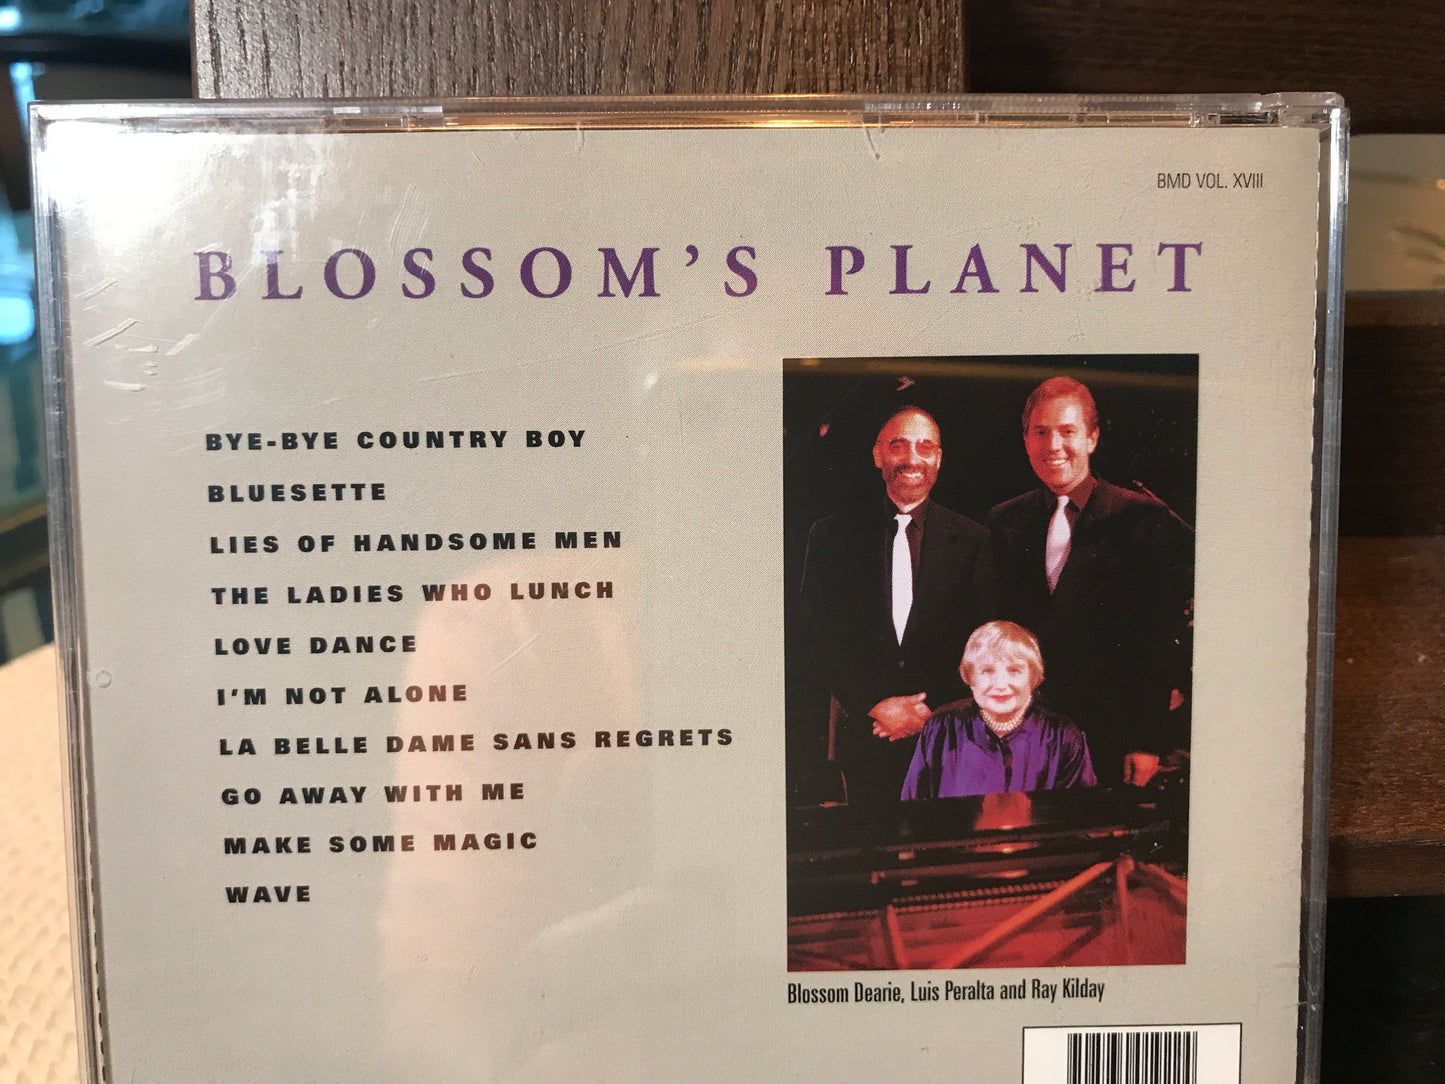 BMD VOL. XVIII
BLOSSOM'S PLANET
BYE-BYE COUNTRY BOY
BLUESETTE
LIES OF HANDSOME MEN
THE LADIES WHO LUNCH
LOVE DANCE
I'M NOT ALONE
LA BELLE DAME SANS REGRETS
GO AWAY WITH ME
MAKE SOME MAGIC
WAVE
Blossom Dearie, Luis Peralta and Ray Kilday